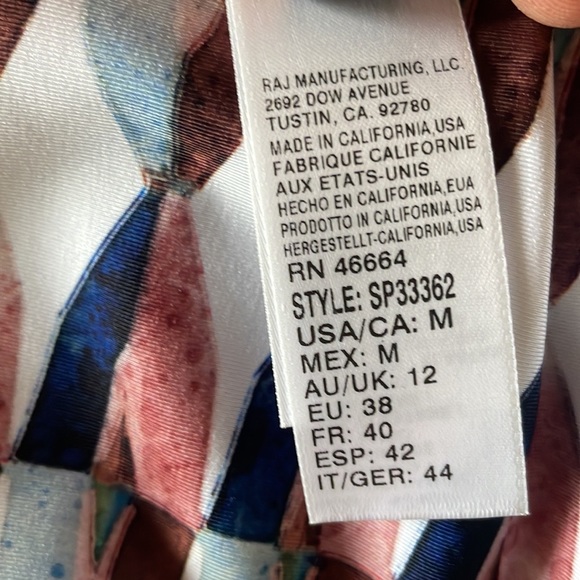 RAJ MANUFACTURING, LLC
2692 DOW AVENUE
TUSTIN, CA. 92780
MADE IN CALIFORNIA,USA
FABRIQUE CALIFORNIE
AUX ETATS-UNIS
HECHO EN CALIFORNIA,EUA
PRODOTTO IN CALIFORNIA,USA
HERGESTELLT-CALIFORNIA,USA
RN 46664
STYLE: SP33362
USA/CA: M
MEX: M
AU/UK: 12
EU: 38
FR: 40
ESP: 42
IT/GER: 44